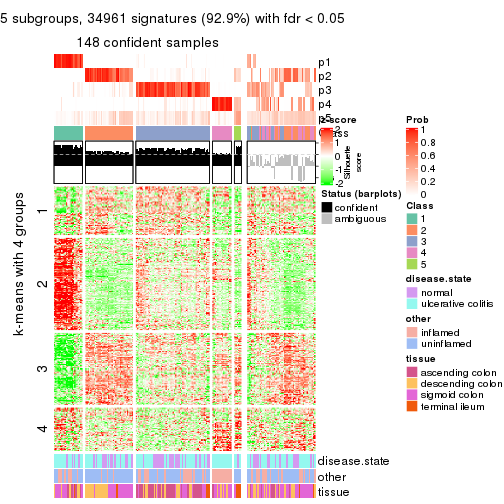 5 subgroups, 34961 signatures (92.9%) with fdr < 0.05
148 confident samples
p1
p2
p3
p4
p5
Class
z-score
2
1
0
-1
-2
Silhouette
score
Prob
1
0.8
0.6
0.4
0.2
0
Status (barplots)
confident
ambiguous
Class
1
2
3
4
5
disease.state
normal
ulcerative colitis
other
inflamed
uninflamed
tissue
ascending colon
descending colon
sigmoid colon
terminal ileum
k-means with 4 groups
1
2
3
4
disease.state
other
tissue